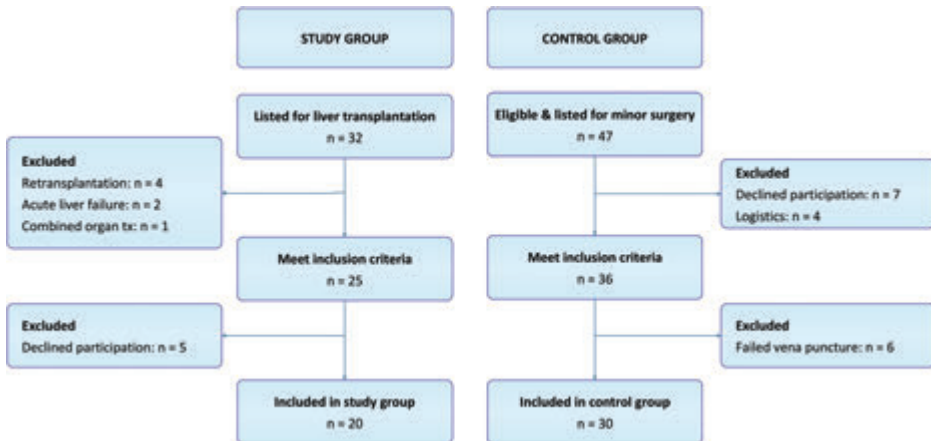 STUDY GROUP
CONTROL GROUP
Listed for liver transplantation
n = 32
Eligible & listed for minor surgery
n = 47
Excluded
Retransplantation: n = 4
Acute liver failure: n = 2
Combined organ tx: n = 1
Excluded
Declined participation: n = 7
Logistics: n = 4
Meet inclusion criteria
n = 25
Meet inclusion criteria
n = 36
Excluded
Declined participation: n = 5
Excluded
Failed vena puncture: n = 6
Included in study group
n = 20
Included in control group
n = 30